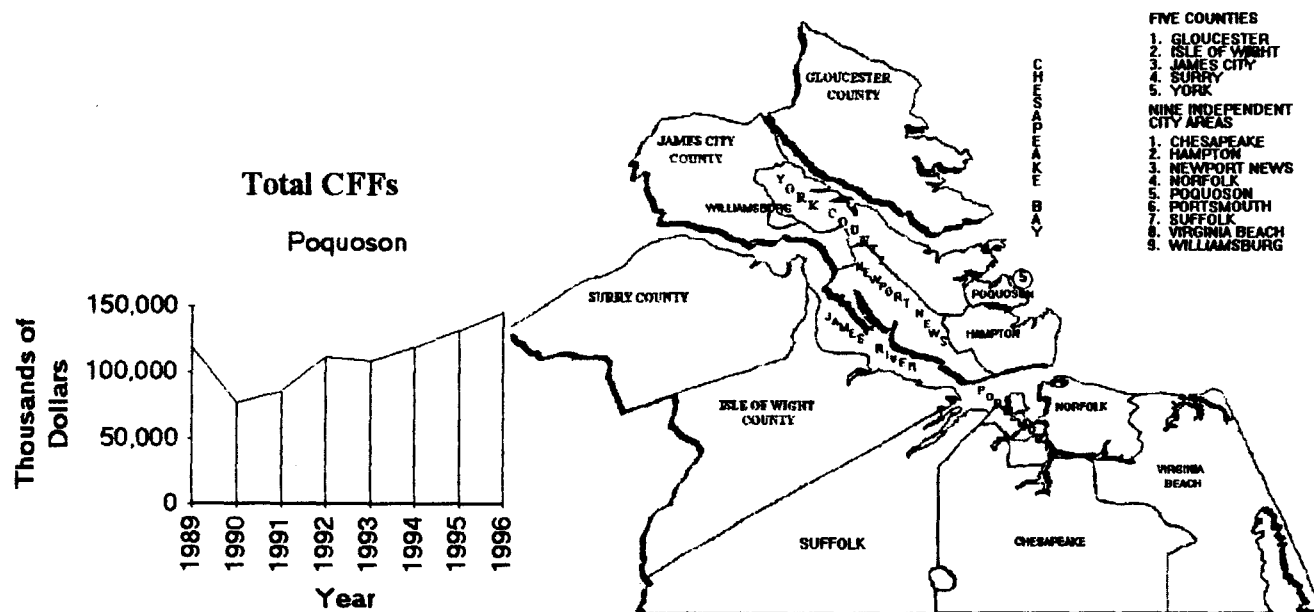 Total CFFs
Poquoson
Thousands of
Dollars
150,000
100,000
50,000
0
1989
1990
1991
1992
1993
1994
1995
1996
Year
GLOUCESTER
COUNTY
JAMES CITY
COUNTY
WILLIAMSBURG
YORK COUNTY
NEWPORT NEWS
POQUOSON
5
HAMPTON
SURRY COUNTY
JAMES RIVER
ISLE OF WIGHT
COUNTY
NORFOLK
VIRGINIA
BEACH
SUFFOLK
CHESAPEAKE
CHESAPEAKE
BAY
FIVE COUNTIES
1. GLOUCESTER
2. ISLE OF WIGHT
3. JAMES CITY
4. SURRY
5. YORK
NINE INDEPENDENT
CITY AREAS
1. CHESAPEAKE
2. HAMPTON
3. NEWPORT NEWS
4. NORFOLK
5. POQUOSON
6. PORTSMOUTH
7. SUFFOLK
8. VIRGINIA BEACH
9. WILLIAMSBURG